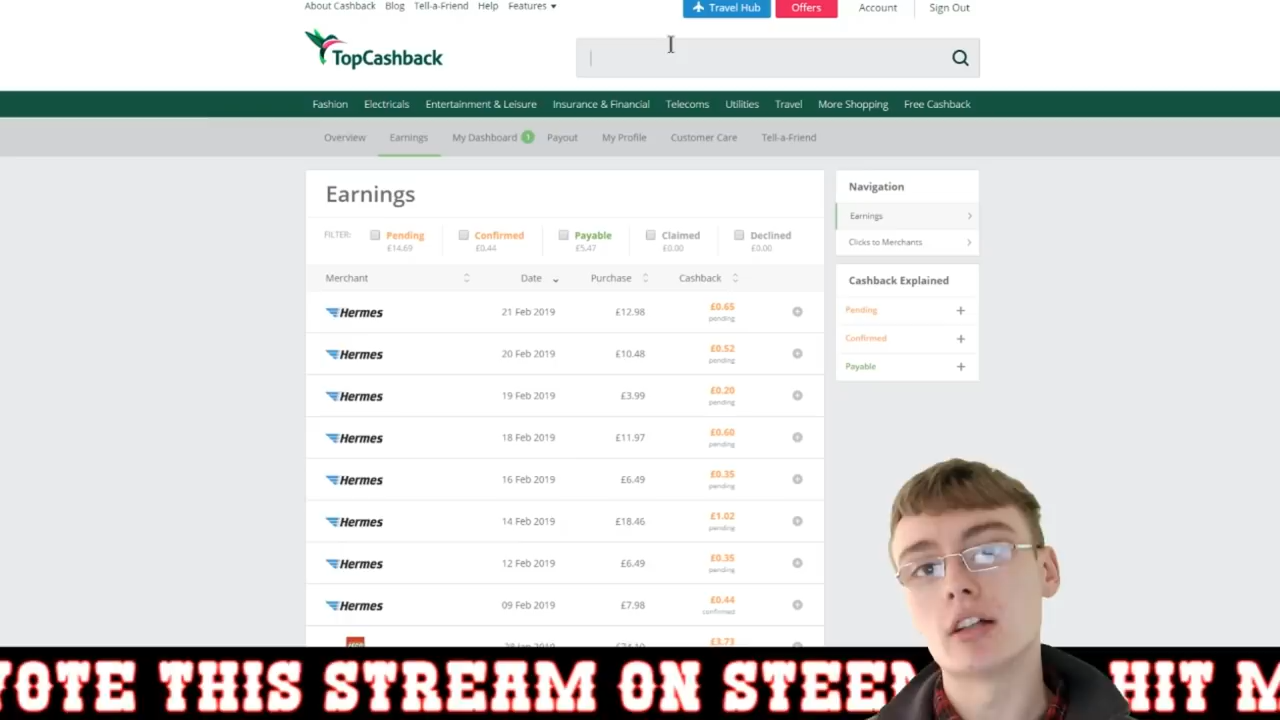 About Cashback Blog Tell-a-Friend Help Features Travel Hub Offers Account Sign Out
TopCashback
Fashion Electricals Entertainment & Leisure Insurance & Financial Telecoms Utilities Travel More Shopping Free Cashback
Overview Earnings My Dashboard 1 Payout My Profile Customer Care Tell-a-Friend
Earnings
FILTER: Pending Confirmed Payable Claimed Declined
£14.69 £0.44 £5.47 £0.00 £0.00
Merchant Date Purchase Cashback
Hermes 21 Feb 2019 £12.98 £0.65
pending
Hermes 20 Feb 2019 £10.48 £0.52
pending
Hermes 19 Feb 2019 £3.99 £0.20
pending
Hermes 18 Feb 2019 £11.97 £0.60
pending
Hermes 16 Feb 2019 £6.49 £0.35
pending
Hermes 14 Feb 2019 £18.46 £1.02
pending
Hermes 12 Feb 2019 £6.49 £0.35
pending
Hermes 09 Feb 2019 £7.98 £0.44
confirmed
£3.73
Navigation
Earnings
Clicks to Merchants
Cashback Explained
Pending
Confirmed
Payable
VOTE THIS STREAM ON STEE HIT M